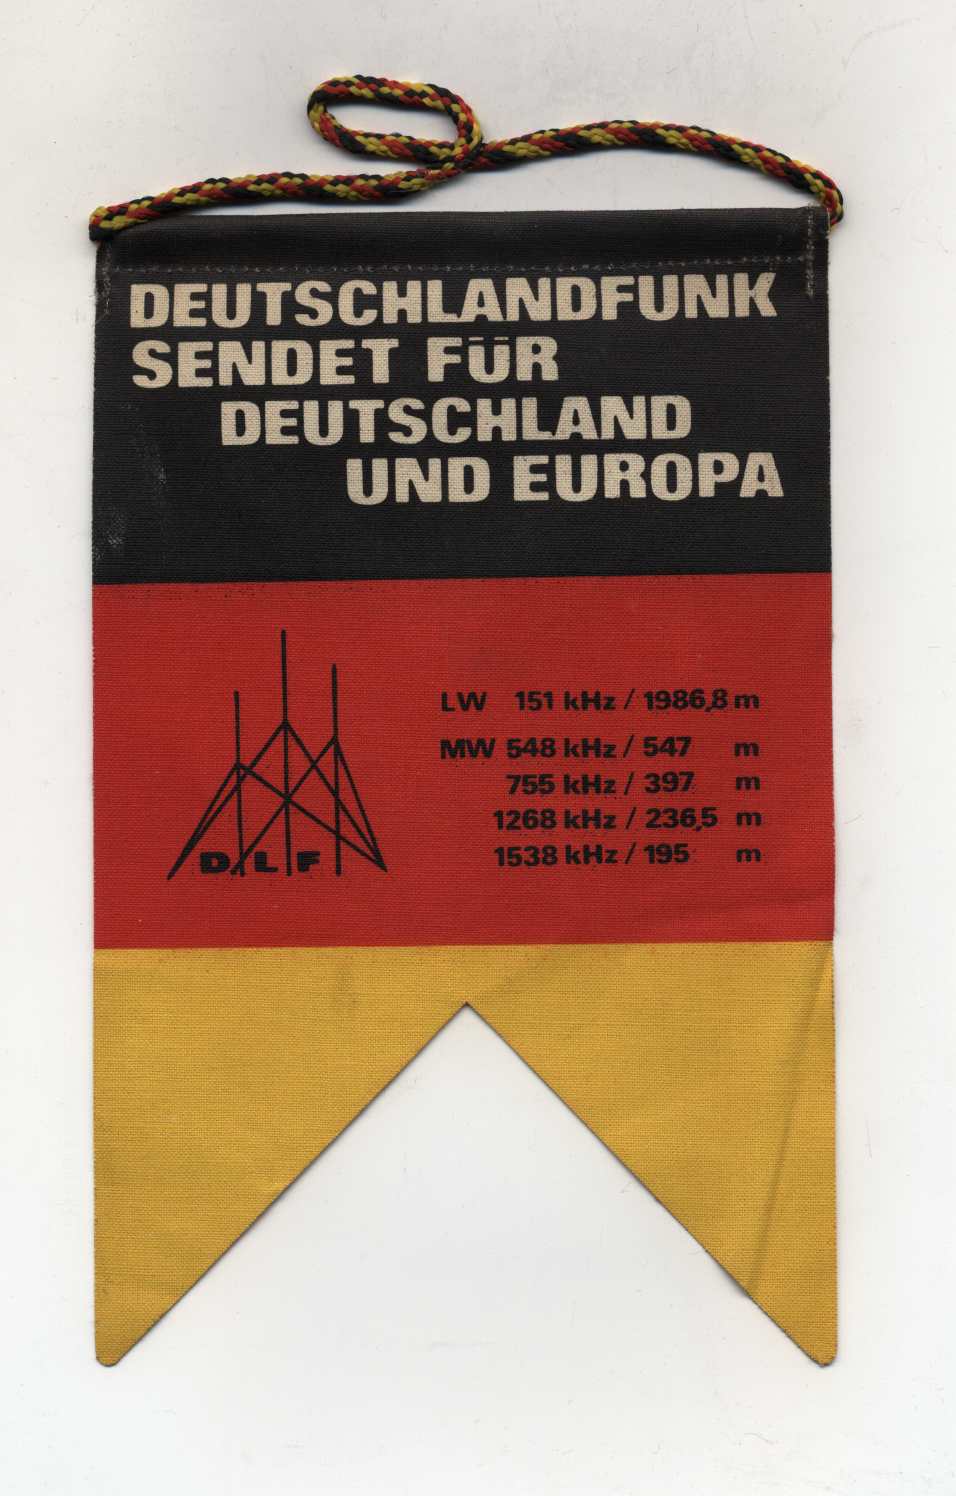 DEUTSCHLANDFUNK
SENDET FÜR
DEUTSCHLAND
UND EUROPA
LW 151 kHz / 1986,8 m
MW 548 kHz / 547 m
755 kHz / 397 m
1268 kHz / 236,5 m
1538 kHz / 195 m
DLF